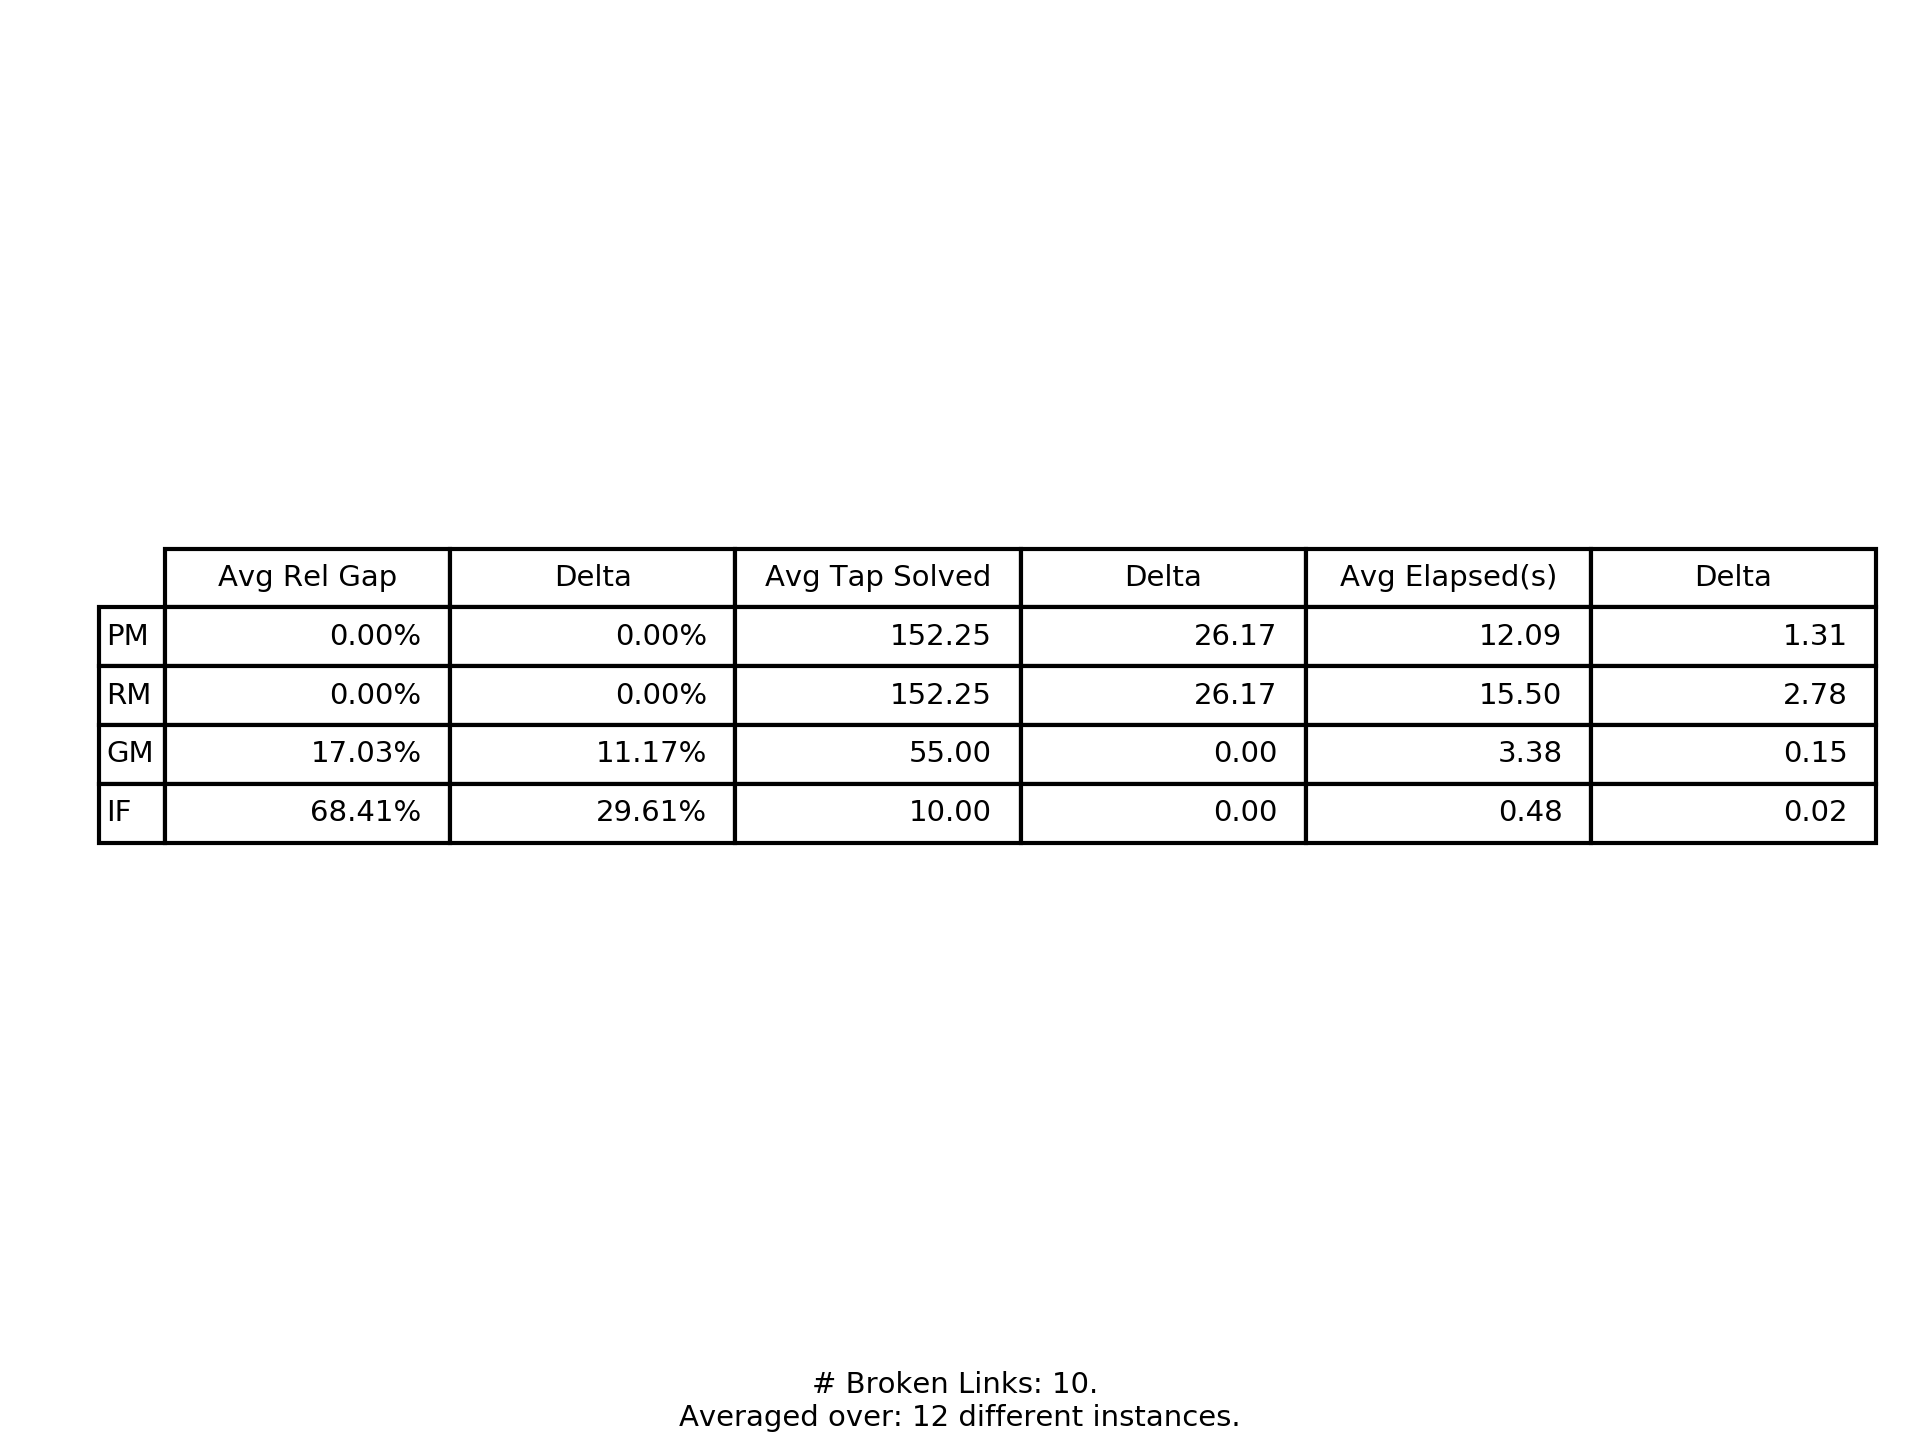 Avg Rel Gap Delta Avg Tap Solved Delta Avg Elapsed(s) Delta
PM 0.00% 0.00% 152.25 26.17 12.09 1.31
RM 0.00% 0.00% 152.25 26.17 15.50 2.78
GM 17.03% 11.17% 55.00 0.00 3.38 0.15
IF 68.41% 29.61% 10.00 0.00 0.48 0.02
# Broken Links: 10.
Averaged over: 12 different instances.